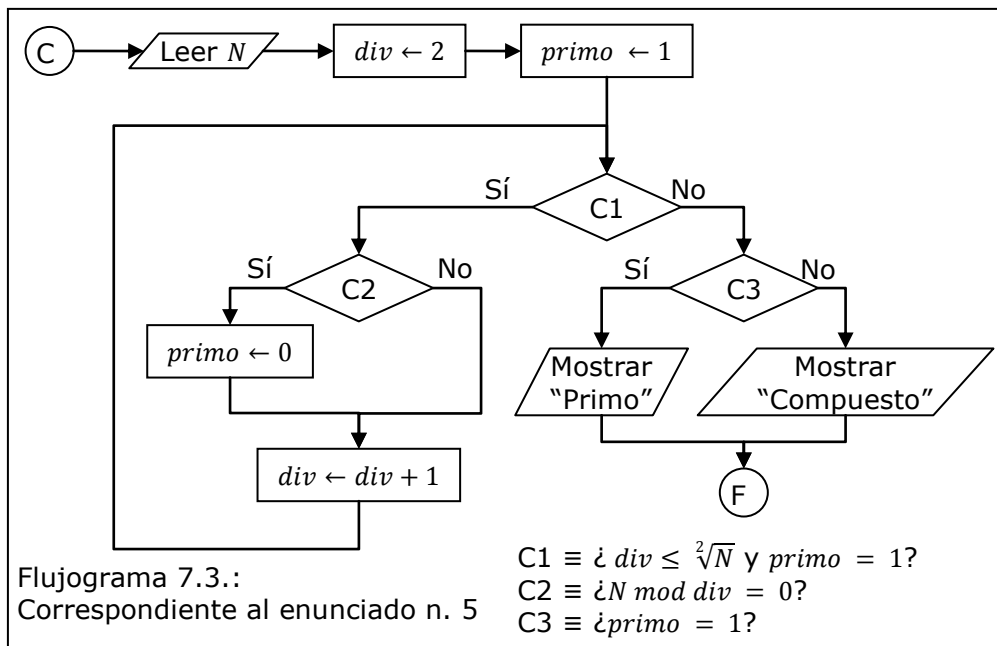 C
Leer N
div ← 2
primo ← 1
Sí
No
C1
Sí
No
C2
Sí
No
C3
primo ← 0
Mostrar
“Primo”
Mostrar
“Compuesto”
div ← div + 1
F
C1 ≡ ¿ div ≤ ²√N y primo = 1?
C2 ≡ ¿N mod div = 0?
C3 ≡ ¿primo = 1?
Flujograma 7.3.:
Correspondiente al enunciado n. 5